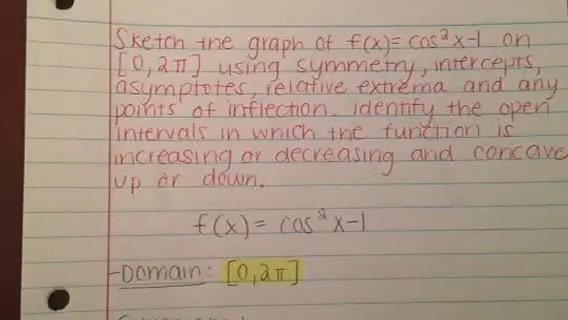 Sketch the graph of f(x)= cos²x-1 on
[0,2π] using symmetry, intercepts,
asymptotes, relative extrema and any
points of inflection. Identify the open
intervals in which the function is
increasing or decreasing and concave
up or down.
f(x)= cos²x-1
-Domain: [0,2π]